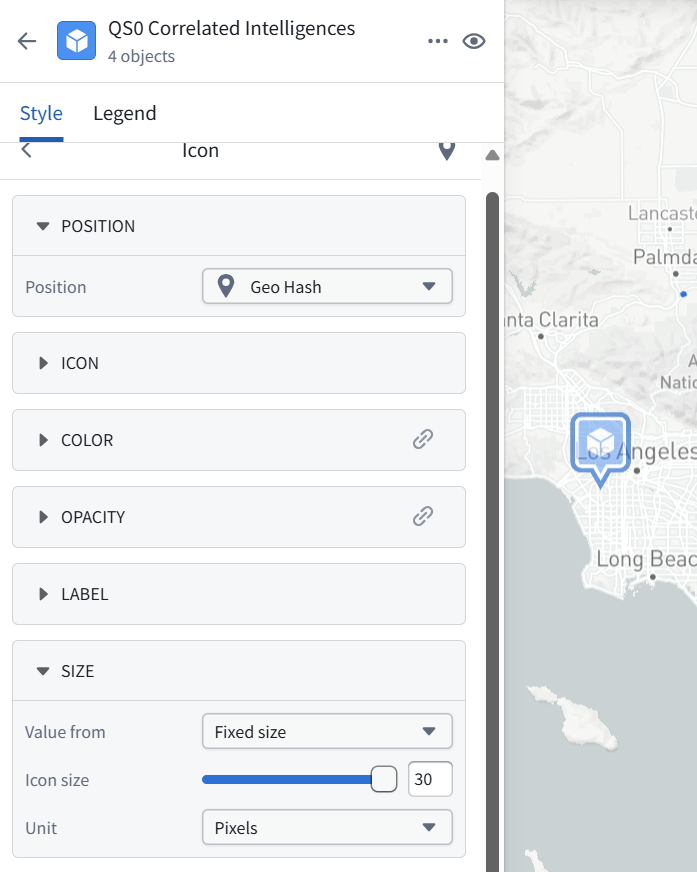 QS0 Correlated Intelligences
4 objects
Style
Legend
Icon
POSITION
Position
Geo Hash
ICON
COLOR
OPACITY
LABEL
SIZE
Value from
Fixed size
Icon size
30
Unit
Pixels
Lancast
Palmda
nta Clarita
A
Natio
Los Angeles
Long Beac